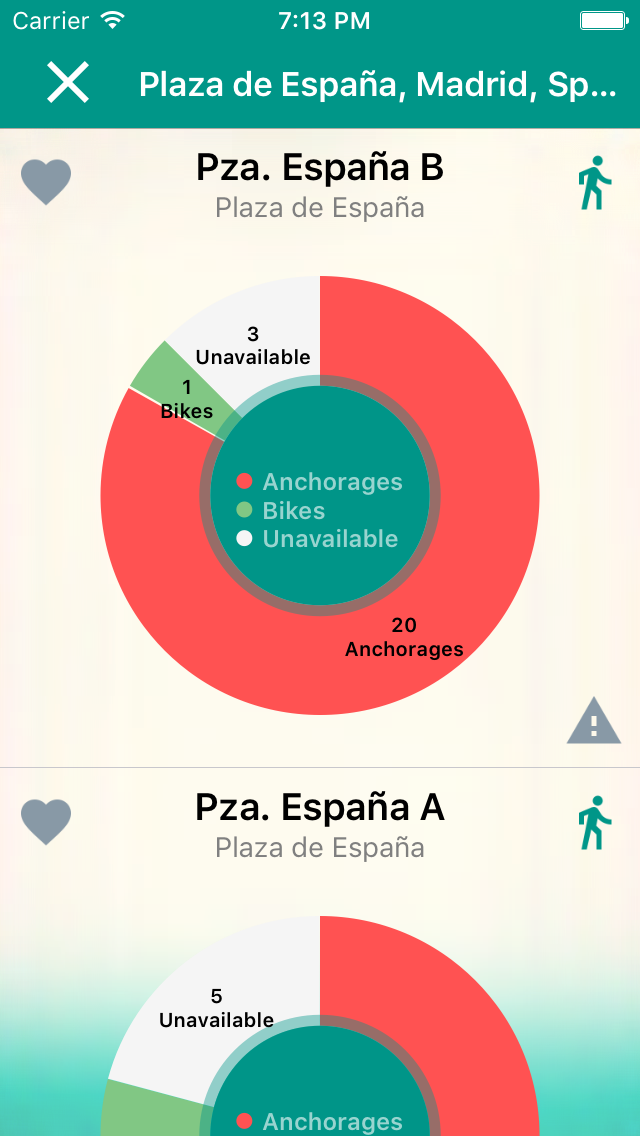 Carrier 7:13 PM
Plaza de España, Madrid, Sp...
Pza. España B
Plaza de España
3
Unavailable
1
Bikes
Anchorages
Bikes
Unavailable
20
Anchorages
Pza. España A
Plaza de España
5
Unavailable
Anchorages